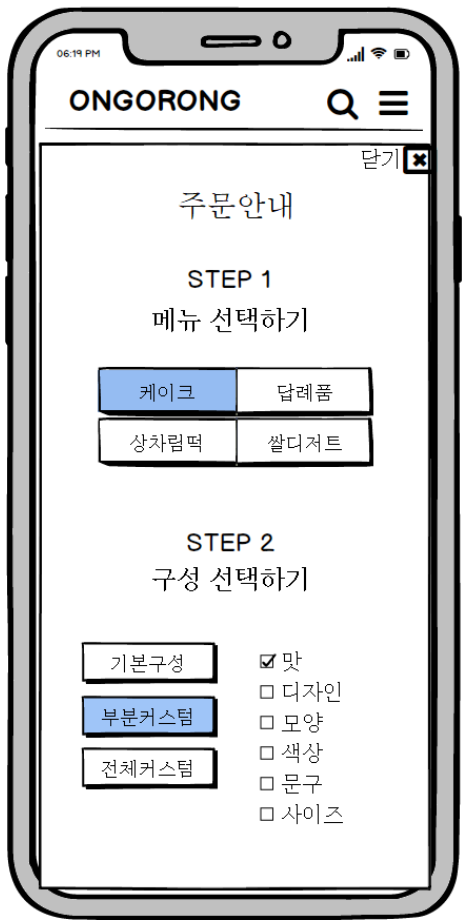 06:19 PM
ONGORONG
닫기
주문안내
STEP 1
메뉴 선택하기
케이크 답례품
상차림떡 쌀디저트
STEP 2
구성 선택하기
기본구성
부분커스텀
전체커스텀
맛
디자인
모양
색상
문구
사이즈